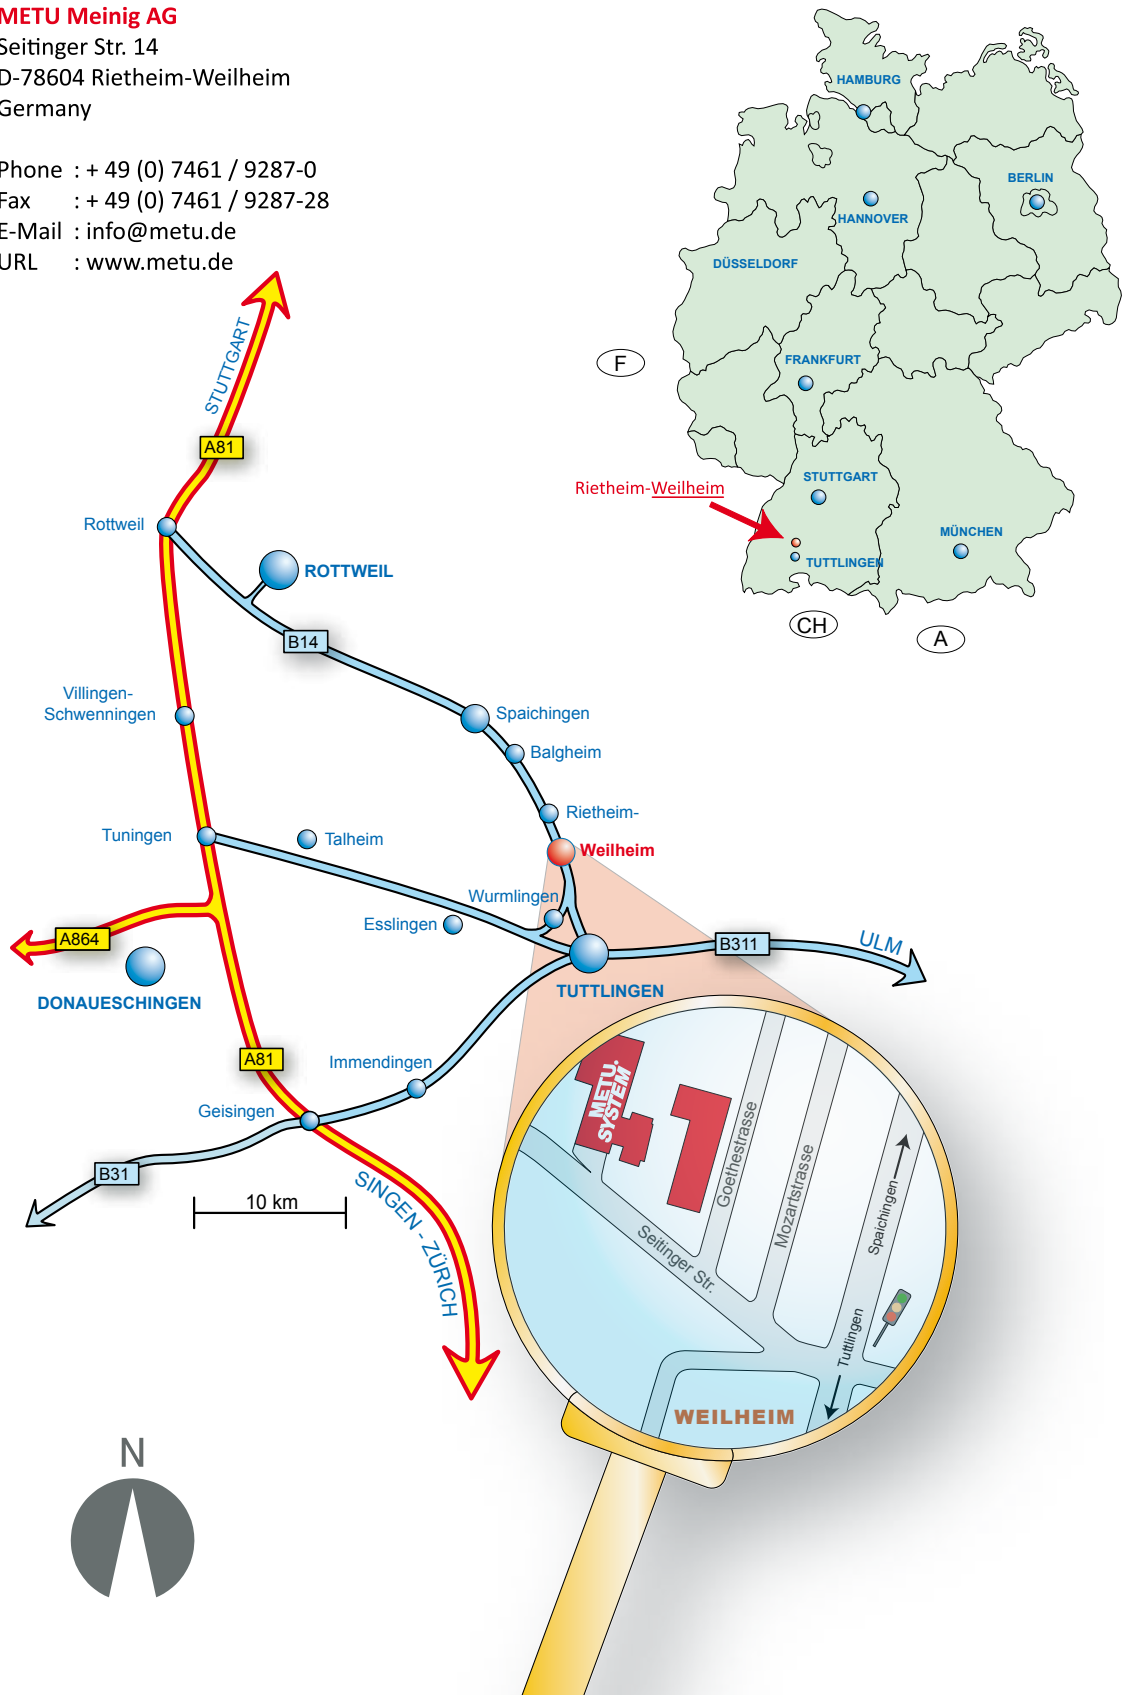 METU Meinig AG
Seitinger Str. 14
D-78604 Rietheim-Weilheim
Germany
Phone : + 49 (0) 7461 / 9287-0
Fax : + 49 (0) 7461 / 9287-28
E-Mail : info@metu.de
URL : www.metu.de
HAMBURG
BERLIN
HANNOVER
DÜSSELDORF
F
FRANKFURT
STUTTGART
Rietheim-Weilheim
MÜNCHEN
TUTTLINGEN
CH
A
STUTTGART
A81
Rottweil
ROTTWEIL
B14
Villingen-
Schwenningen
Spaichingen
Balgheim
Rietheim-
Weilheim
Tuningen
Talheim
Wurmlingen
Esslingen
A864
DONAUESCHINGEN
TUTTLINGEN
B311
ULM
A81
Immendingen
Geisingen
B31
10 km
SINGEN - ZÜRICH
METU.
SYSTEM
Goethestrasse
Mozartstrasse
Spaichingen
Seitinger Str.
Tuttlingen
WEILHEIM
N